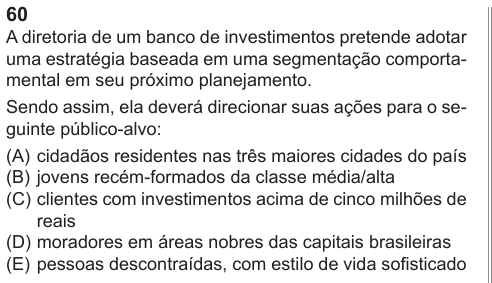 60
A diretoria de um banco de investimentos pretende adotar
uma estratégia baseada em uma segmentação comporta-
mental em seu próximo planejamento.
Sendo assim, ela deverá direcionar suas ações para o se-
guinte público-alvo:
(A) cidadãos residentes nas três maiores cidades do país
(B) jovens recém-formados da classe média/alta
(C) clientes com investimentos acima de cinco milhões de
reais
(D) moradores em áreas nobres das capitais brasileiras
(E) pessoas descontraídas, com estilo de vida sofisticado